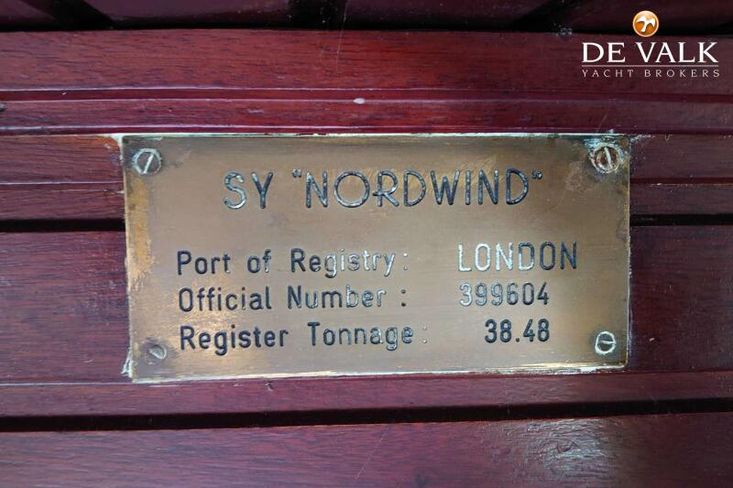 DE VALK
YACHT BROKERS
SY "NORDWIND"
Port of Registry: LONDON
Official Number: 399604
Register Tonnage: 38.48